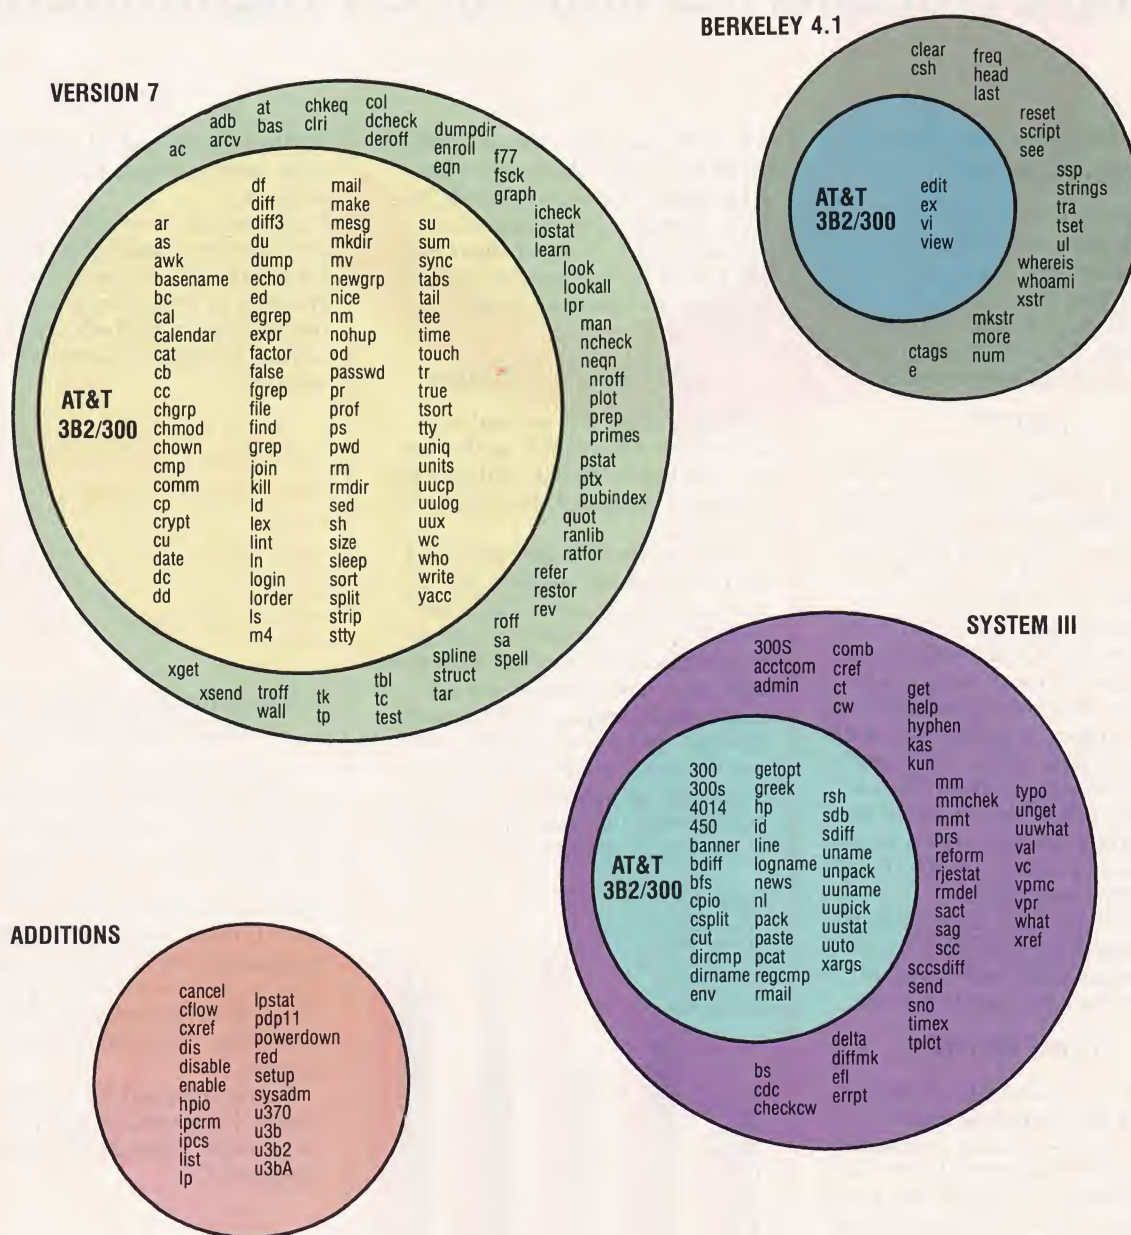 BERKELEY 4.1
clear
csh
freq
head
last
reset
script
see
ssp
strings
tra
tset
ul
whereis
whoami
xstr
mkstr
more
num
ctags
e
AT&T
3B2/300
edit
ex
vi
view
VERSION 7
ac
adb
arcv
at
bas
chkeq
clri
col
dcheck
deroff
dumpdir
enroll
eqn
f77
fsck
graph
icheck
iostat
learn
look
lookall
lpr
man
ncheck
neqn
nroff
plot
prep
primes
pstat
ptx
pubindex
quot
ranlib
ratfor
refer
restor
rev
roff
sa
spell
spline
struct
tar
tbl
tc
test
tk
tp
troff
wall
xsend
xget
AT&T
3B2/300
ar
as
awk
basename
bc
cal
calendar
cat
cb
cc
chgrp
chmod
chown
cmp
comm
cp
crypt
cu
date
dc
dd
df
diff
diff3
du
dump
echo
ed
egrep
expr
factor
false
fgrep
file
find
grep
join
kill
ld
lex
lint
ln
login
lorder
ls
m4
mail
make
mesg
mkdir
mv
newgrp
nice
nm
nohup
od
passwd
pr
prof
ps
pwd
rm
rmdir
sed
sh
size
sleep
sort
split
strip
stty
su
sum
sync
tabs
tail
tee
time
touch
tr
true
tsort
tty
uniq
units
uucp
uulog
uux
wc
who
write
yacc
SYSTEM III
300S
acctcom
admin
comb
cref
ct
cw
get
help
hyphen
kas
kun
mm
mmchek
mmt
prs
reform
rjestat
rmdel
sact
sag
scc
sccsdiff
send
sno
timex
tplct
typo
unget
uuwhat
val
vc
vpmc
vpr
what
xref
delta
diffmk
efl
errpt
bs
cdc
checkcw
AT&T
3B2/300
300
300s
4014
450
banner
bdiff
bfs
cpio
csplit
cut
dircmp
dirname
env
getopt
greek
hp
id
line
logname
news
nl
pack
paste
pcat
regcmp
rmail
rsh
sdb
sdiff
uname
unpack
uuname
uupick
uustat
uuto
xargs
ADDITIONS
cancel
cflow
cxref
dis
disable
enable
hpio
ipcrm
ipcs
list
lp
lpstat
pdp11
powerdown
red
setup
sysadm
u370
u3b
u3b2
u3bA